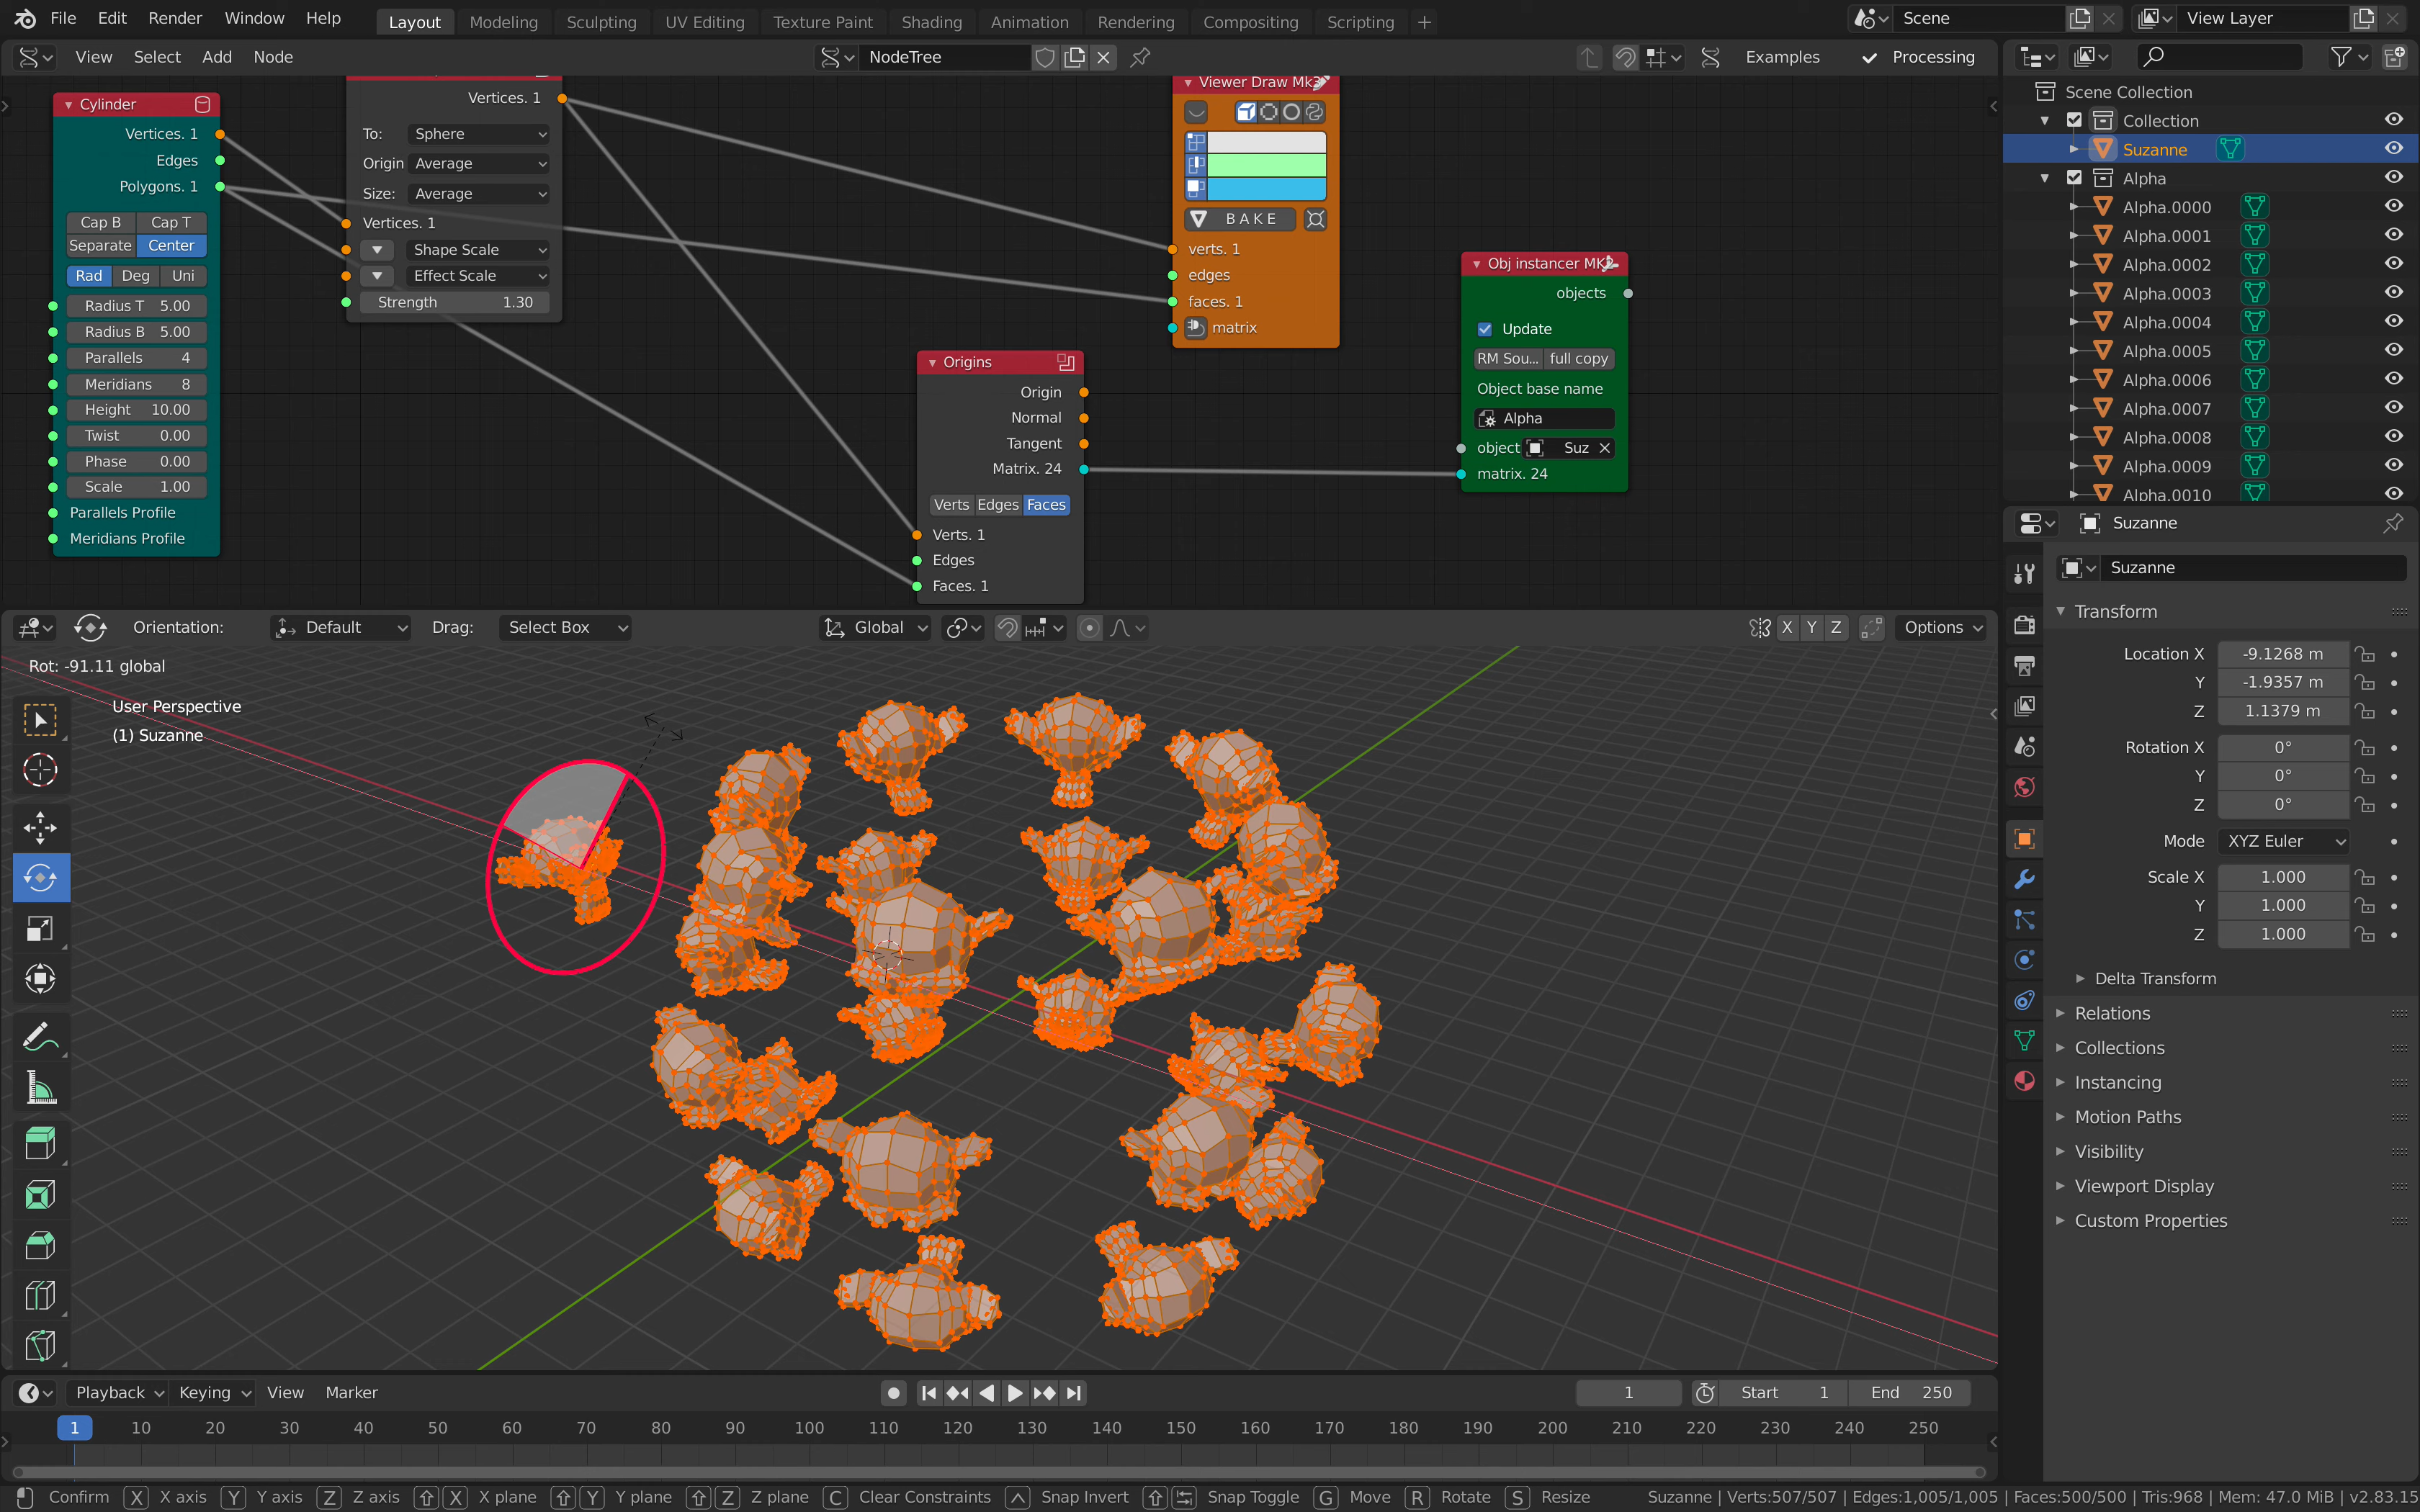 File Edit Render Window Help Layout Modeling Sculpting UV Editing Texture Paint Shading Animation Rendering Compositing Scripting + Scene View Layer
View Select Add Node NodeTree Examples Processing
Cylinder
Vertices. 1
Edges
Polygons. 1
Cap B Cap T
Separate Center
Rad Deg Uni
Radius T 5.00
Radius B 5.00
Parallels 4
Meridians 8
Height 10.00
Twist 0.00
Phase 0.00
Scale 1.00
Parallels Profile
Meridians Profile
Vertices. 1
To: Sphere
Origin Average
Size: Average
Vertices. 1
Shape Scale
Effect Scale
Strength 1.30
Origins
Origin
Normal
Tangent
Matrix. 24
Verts Edges Faces
Verts. 1
Edges
Faces. 1
Viewer Draw Mk3
BAKE
verts. 1
edges
faces. 1
matrix
Obj instancer MK2
objects
Update
RM Sou... full copy
Object base name
Alpha
object Suz
matrix. 24
Scene Collection
Collection
Suzanne
Alpha
Alpha.0000
Alpha.0001
Alpha.0002
Alpha.0003
Alpha.0004
Alpha.0005
Alpha.0006
Alpha.0007
Alpha.0008
Alpha.0009
Alpha.0010
Suzanne
Suzanne
Transform
Location X -9.1268 m
Y -1.9357 m
Z 1.1379 m
Rotation X 0°
Y 0°
Z 0°
Mode XYZ Euler
Scale X 1.000
Y 1.000
Z 1.000
Delta Transform
Relations
Collections
Instancing
Motion Paths
Visibility
Viewport Display
Custom Properties
Orientation: Default Drag: Select Box Global X Y Z Options
Rot: -91.11 global
User Perspective
(1) Suzanne
Playback Keying View Marker 1 Start 1 End 250
1 10 20 30 40 50 60 70 80 90 100 110 120 130 140 150 160 170 180 190 200 210 220 230 240 250
Confirm X X axis Y Y axis Z Z axis X X plane Y Y plane Z Z plane C Clear Constraints Snap Invert Snap Toggle G Move R Rotate S Resize Suzanne | Verts:507/507 | Edges:1,005/1,005 | Faces:500/500 | Tris:968 | Mem: 47.0 MiB | v2.83.15